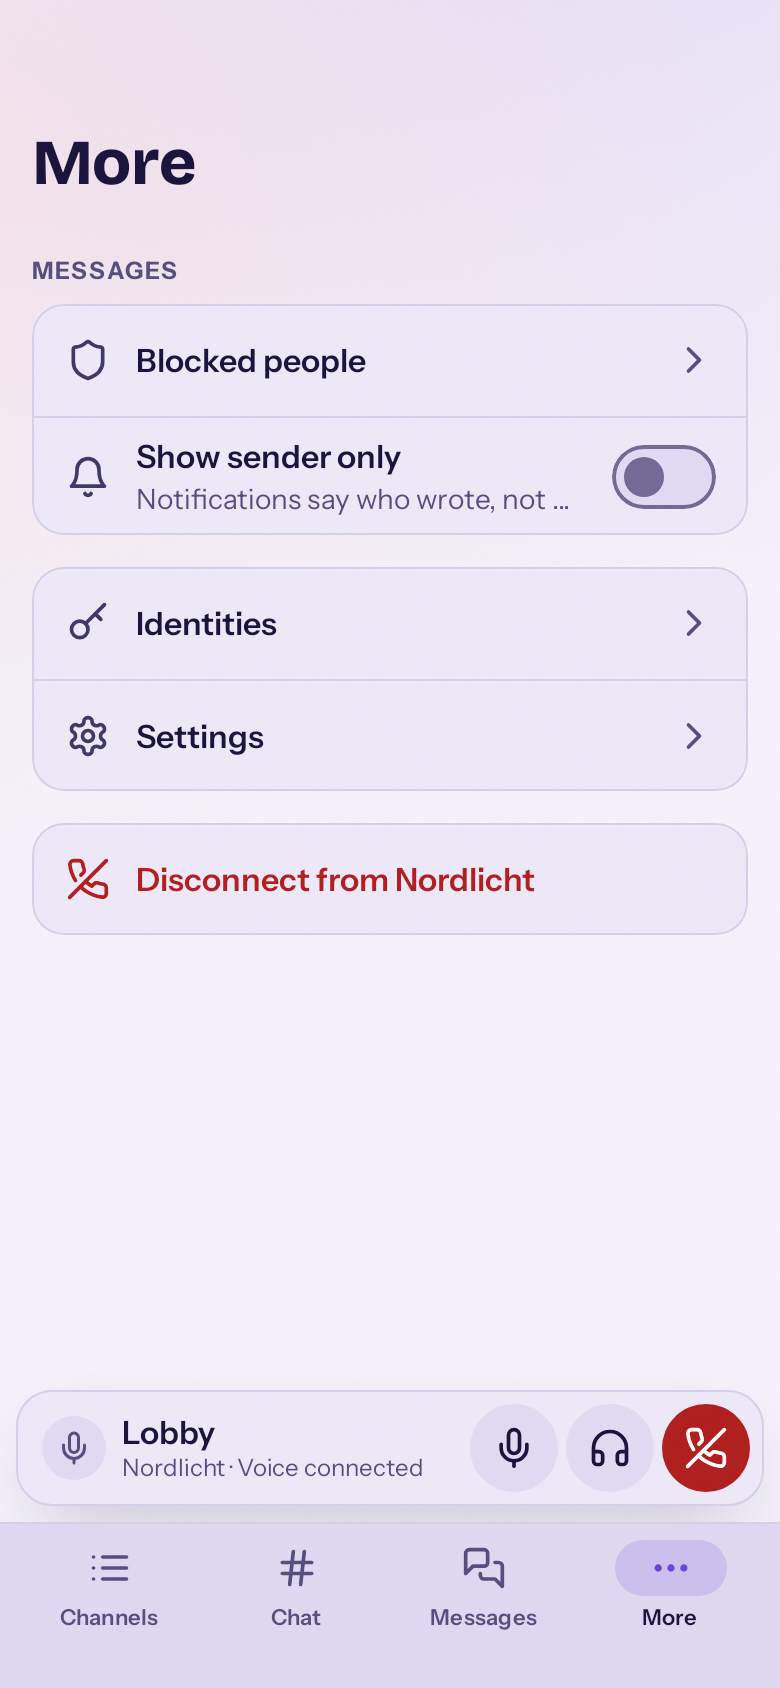 More
MESSAGES
Blocked people
Show sender only
Notifications say who wrote, not ...
Identities
Settings
Disconnect from Nordlicht
Lobby
Nordlicht · Voice connected
Channels
Chat
Messages
More